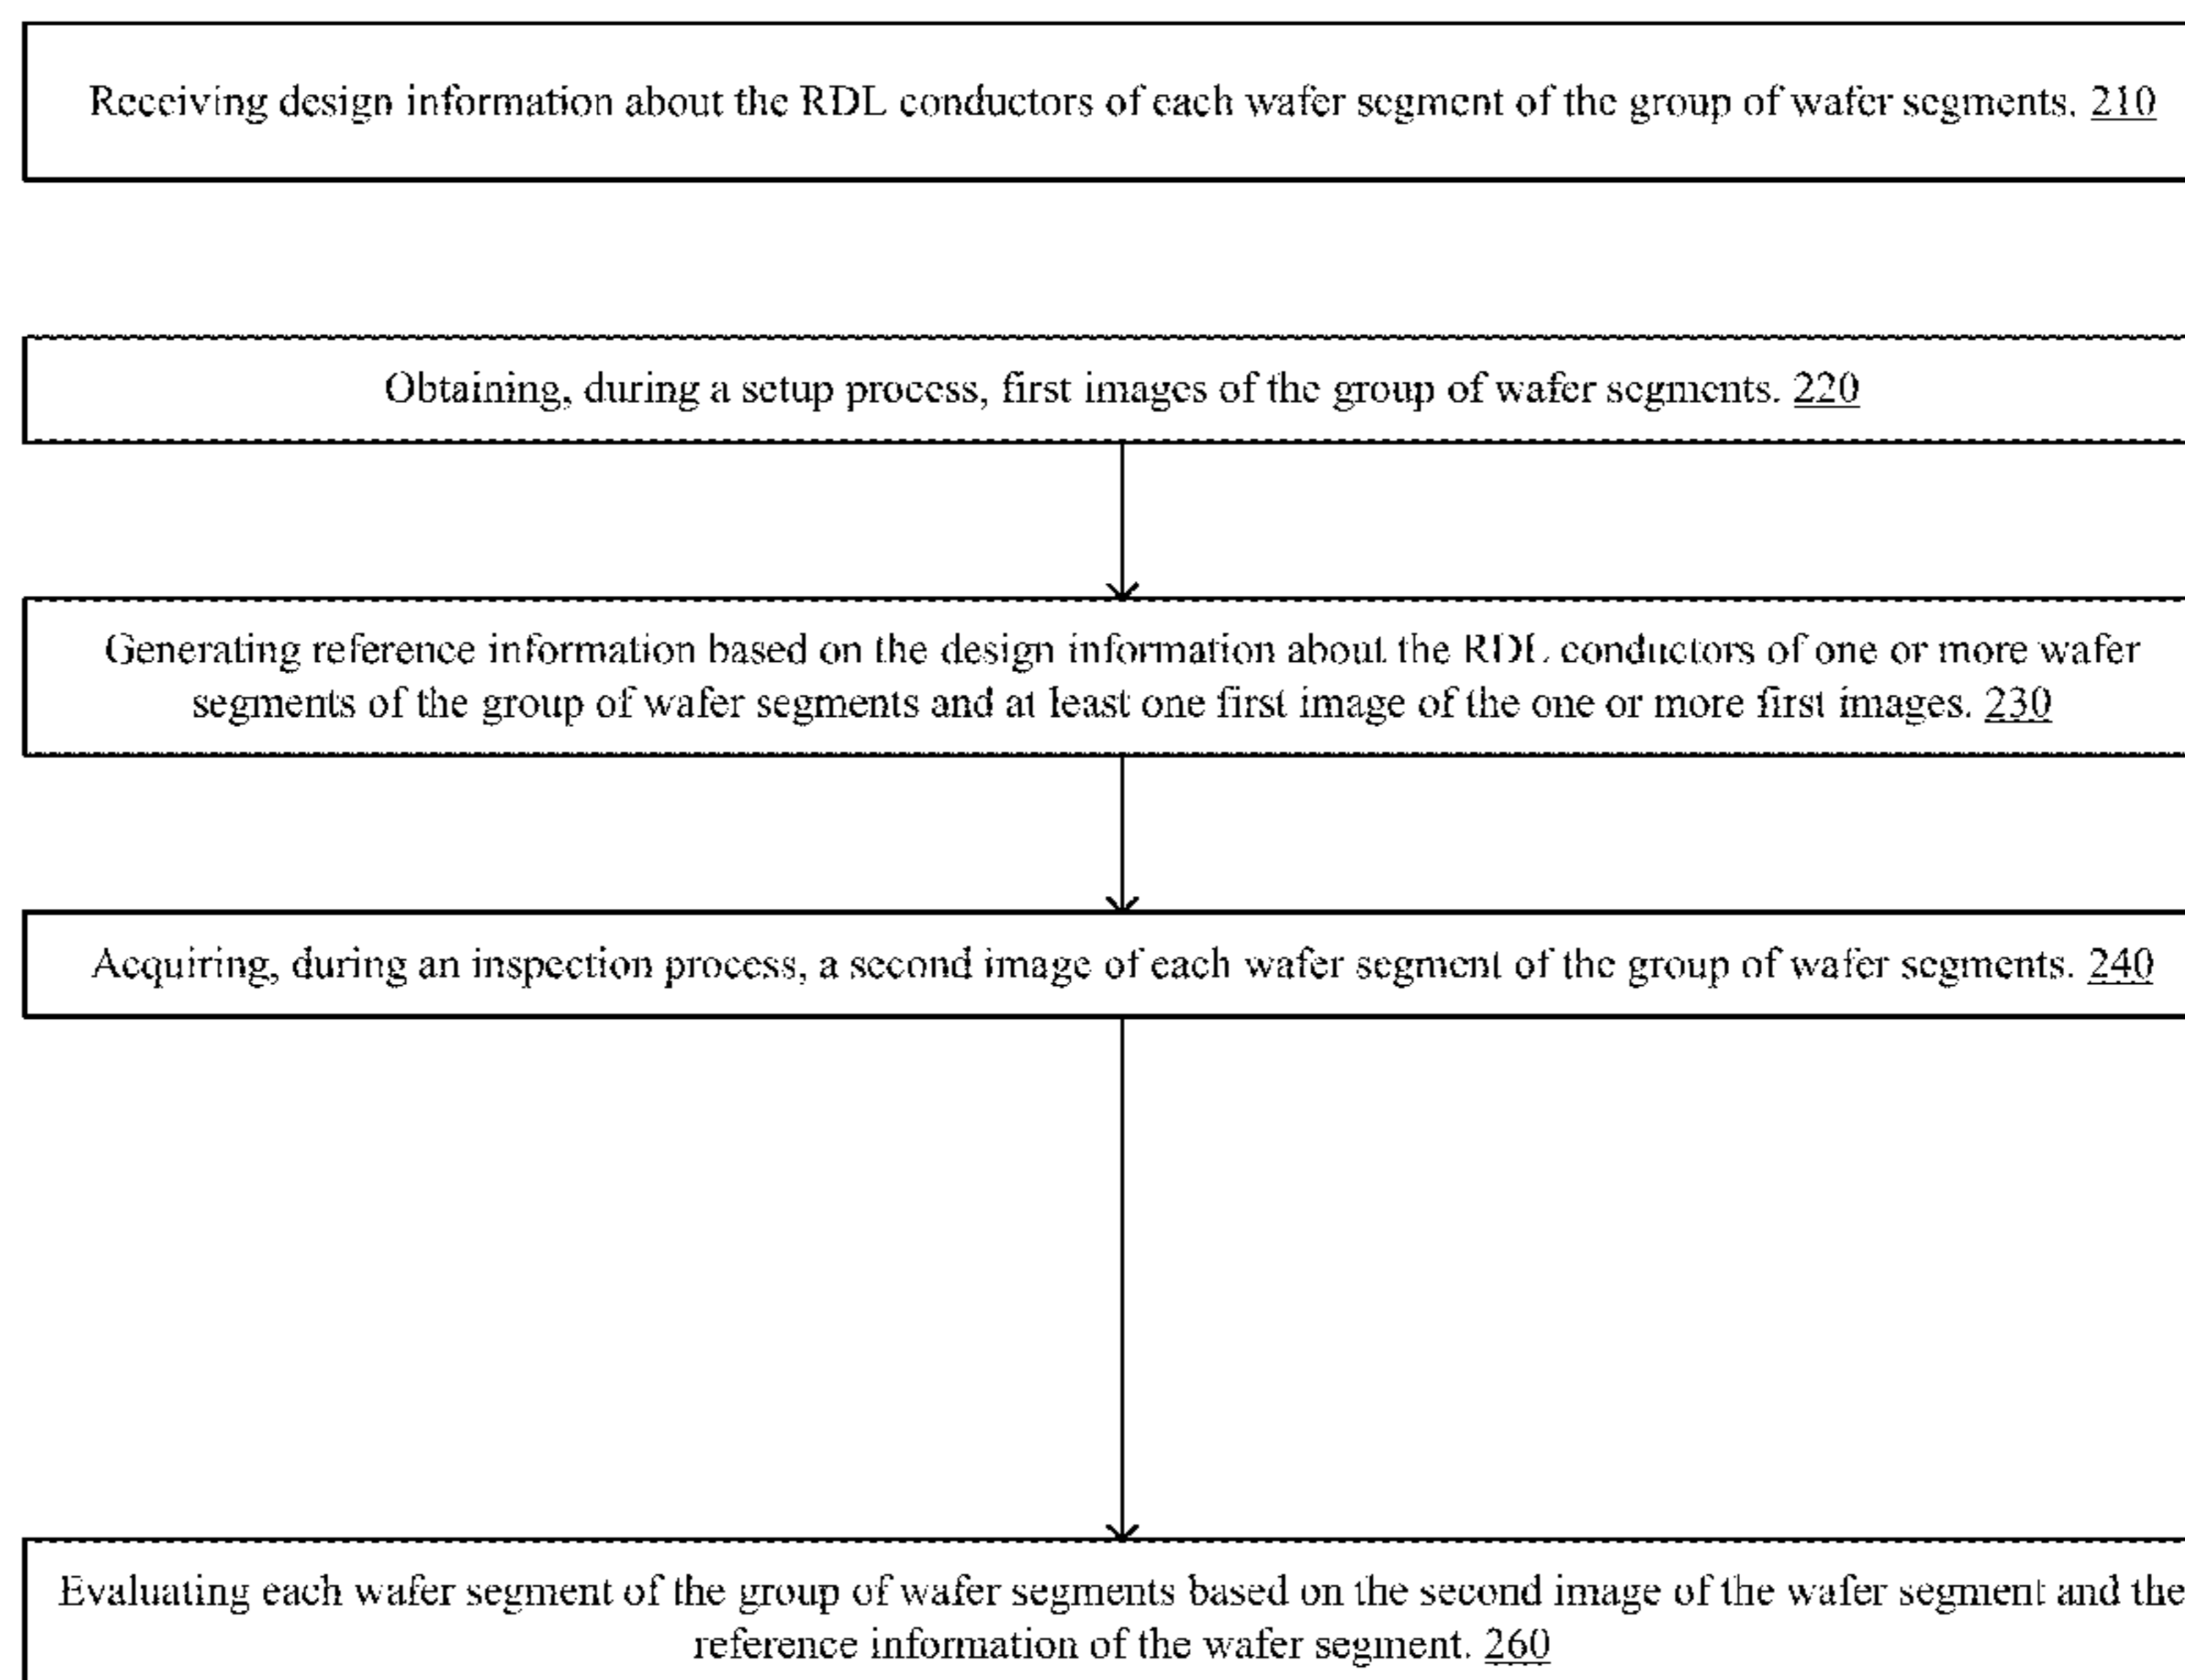 Receiving design information about the RDL conductors of each wafer segment of the group of wafer segments. 210
Obtaining, during a setup process, first images of the group of wafer segments. 220
Generating reference information based on the design information about the RDL conductors of one or more wafer
segments of the group of wafer segments and at least one first image of the one or more first images. 230
Acquiring, during an inspection process, a second image of each wafer segment of the group of wafer segments. 240
Evaluating each wafer segment of the group of wafer segments based on the second image of the wafer segment and the
reference information of the wafer segment. 260